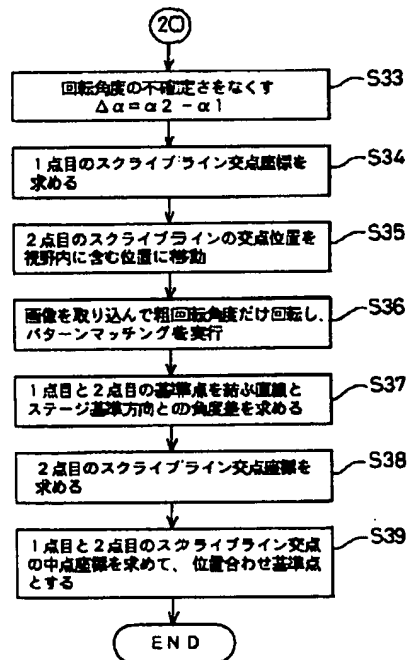 20
回転角度の不確定さをなくす
Δα=α2-α1
S33
1点目のスクライブライン交点座標を
求める
S34
2点目のスクライブラインの交点位置を
視野内に含む位置に移動
S35
画像を取り込んで粗回転角度だけ回転し、
パターンマッチングを実行
S36
1点目と2点目の基準点を結ぶ直線と
ステージ基準方向との角度差を求める
S37
2点目のスクライブライン交点座標を
求める
S38
1点目と2点目のスクライブライン交点
の中点座標を求めて、位置合わせ基準点
とする
S39
END